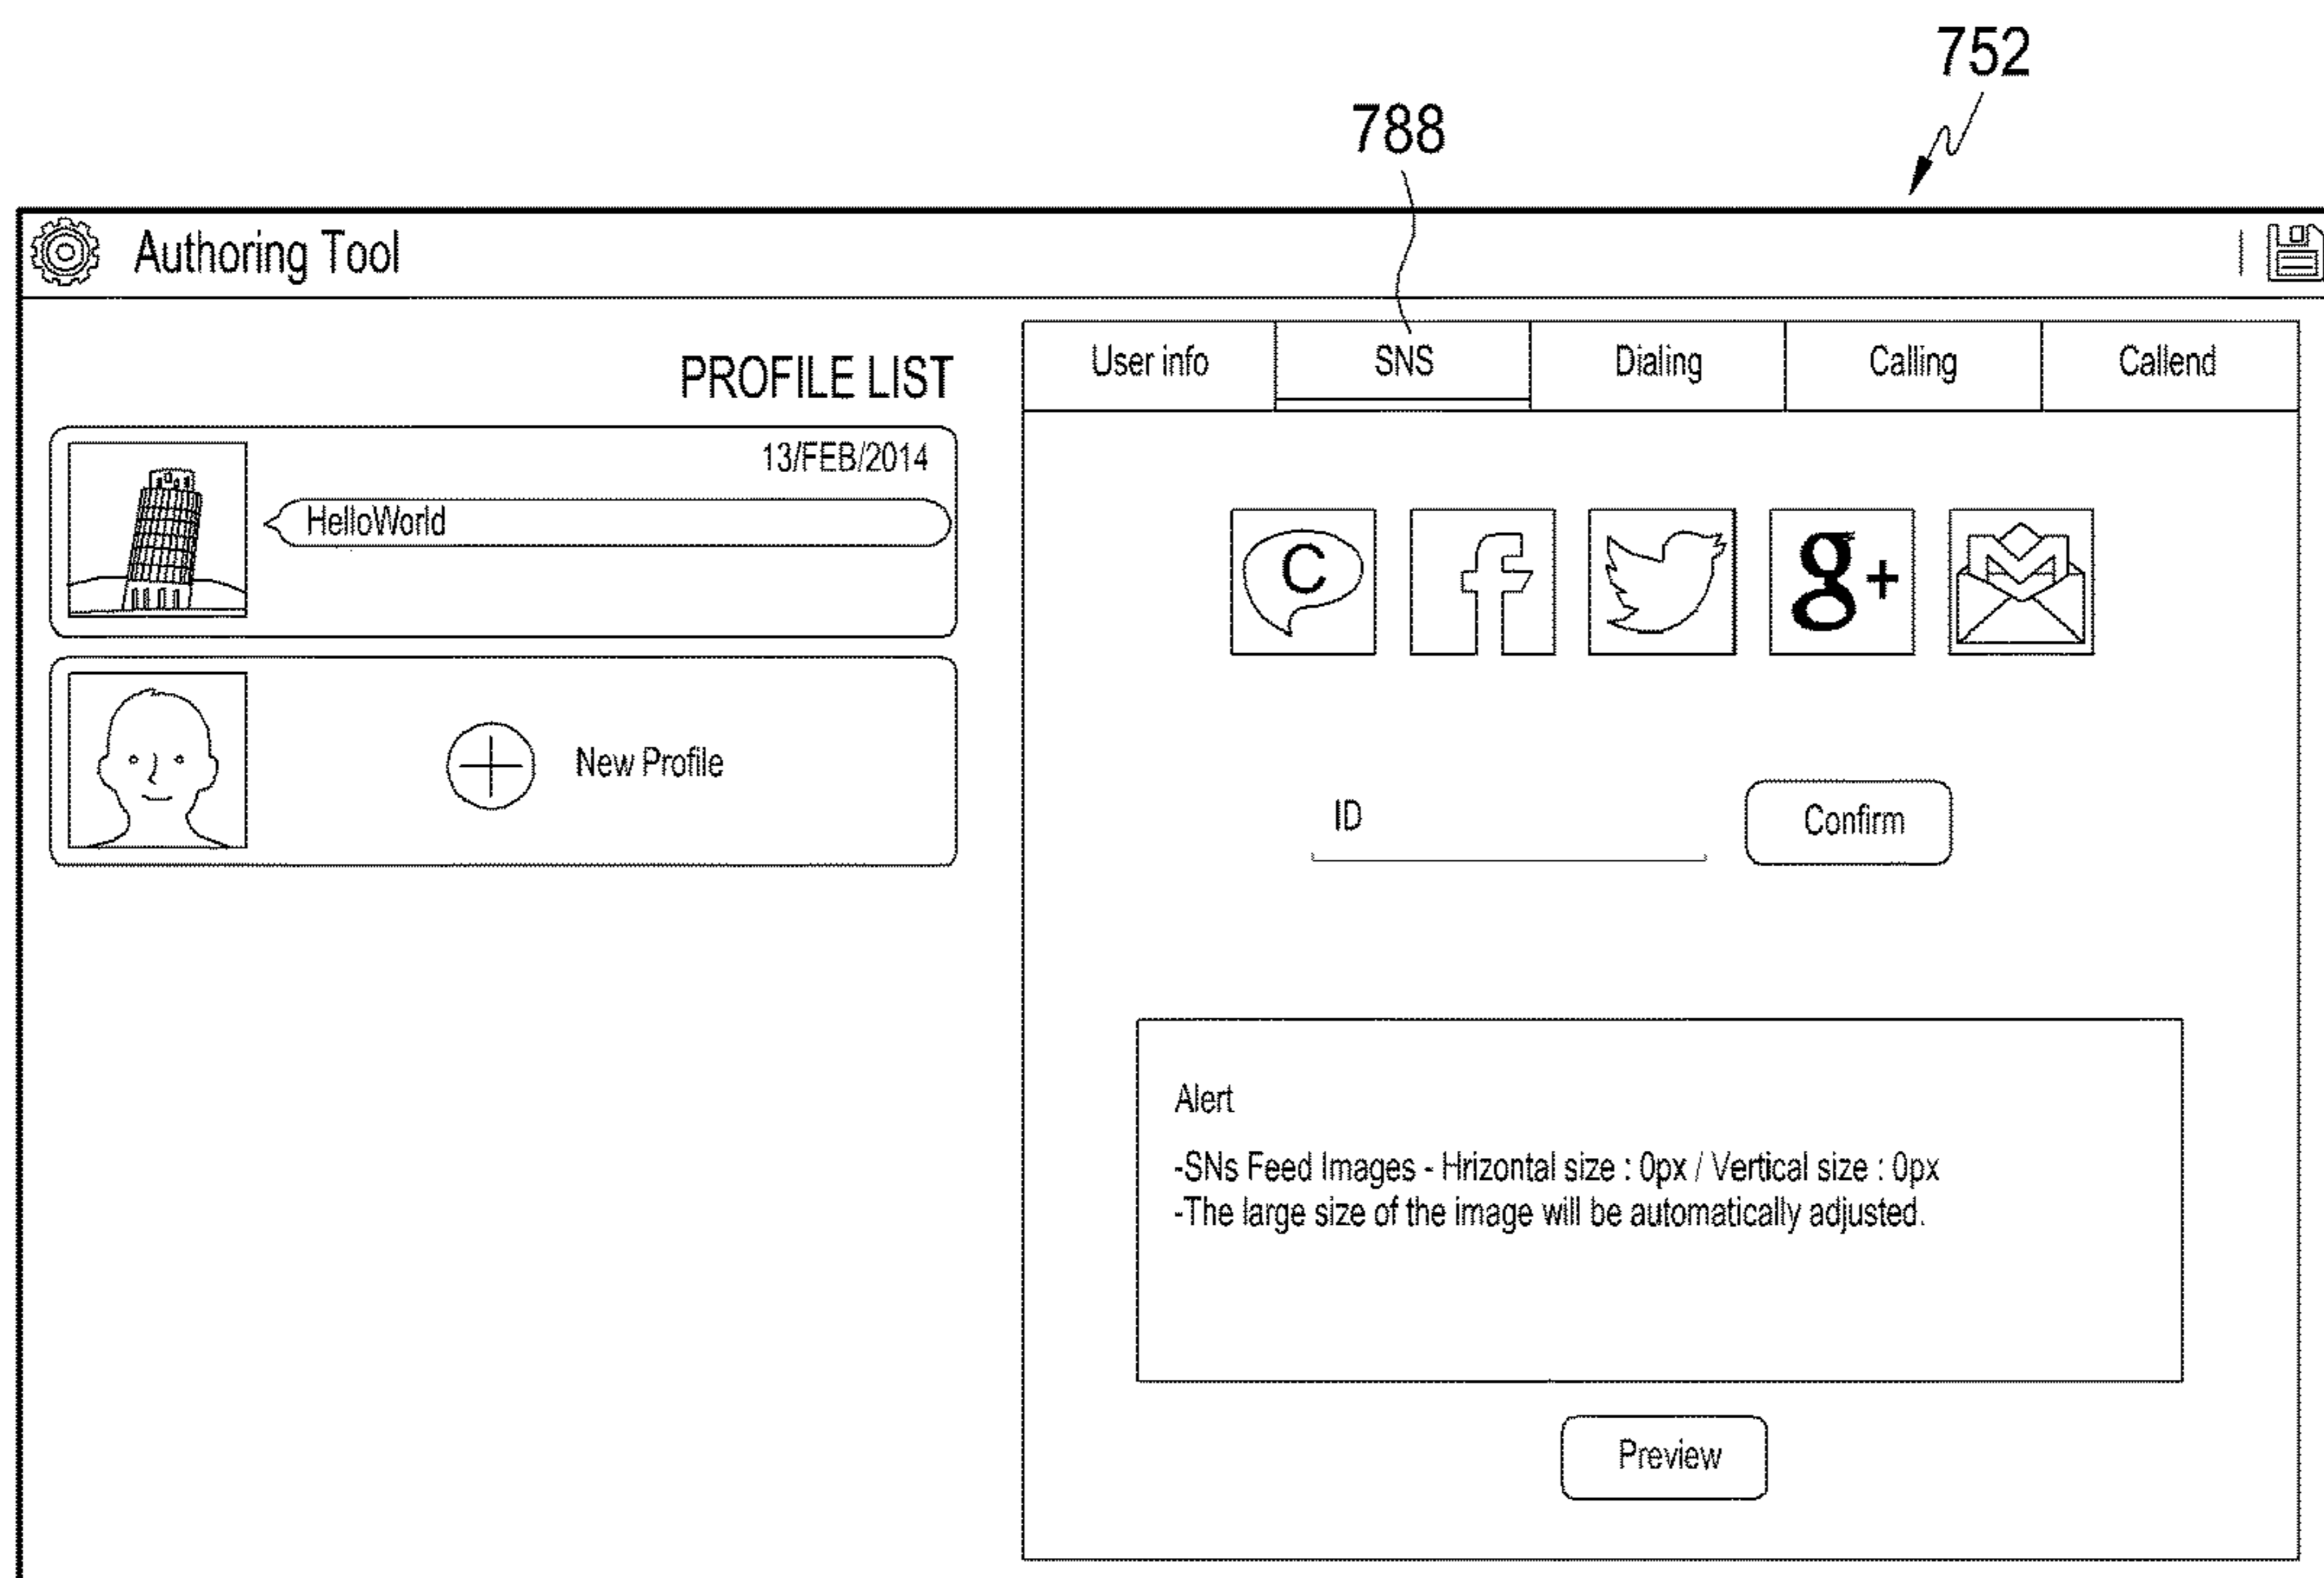 752
788
Authoring Tool
PROFILE LIST
User info
SNS
Dialing
Calling
Callend
13/FEB/2014
HelloWorld
C
f
g+
New Profile
ID
Confirm
Alert
-SNs Feed Images - Hrizontal size : 0px / Vertical size : 0px
-The large size of the image will be automatically adjusted.
Preview